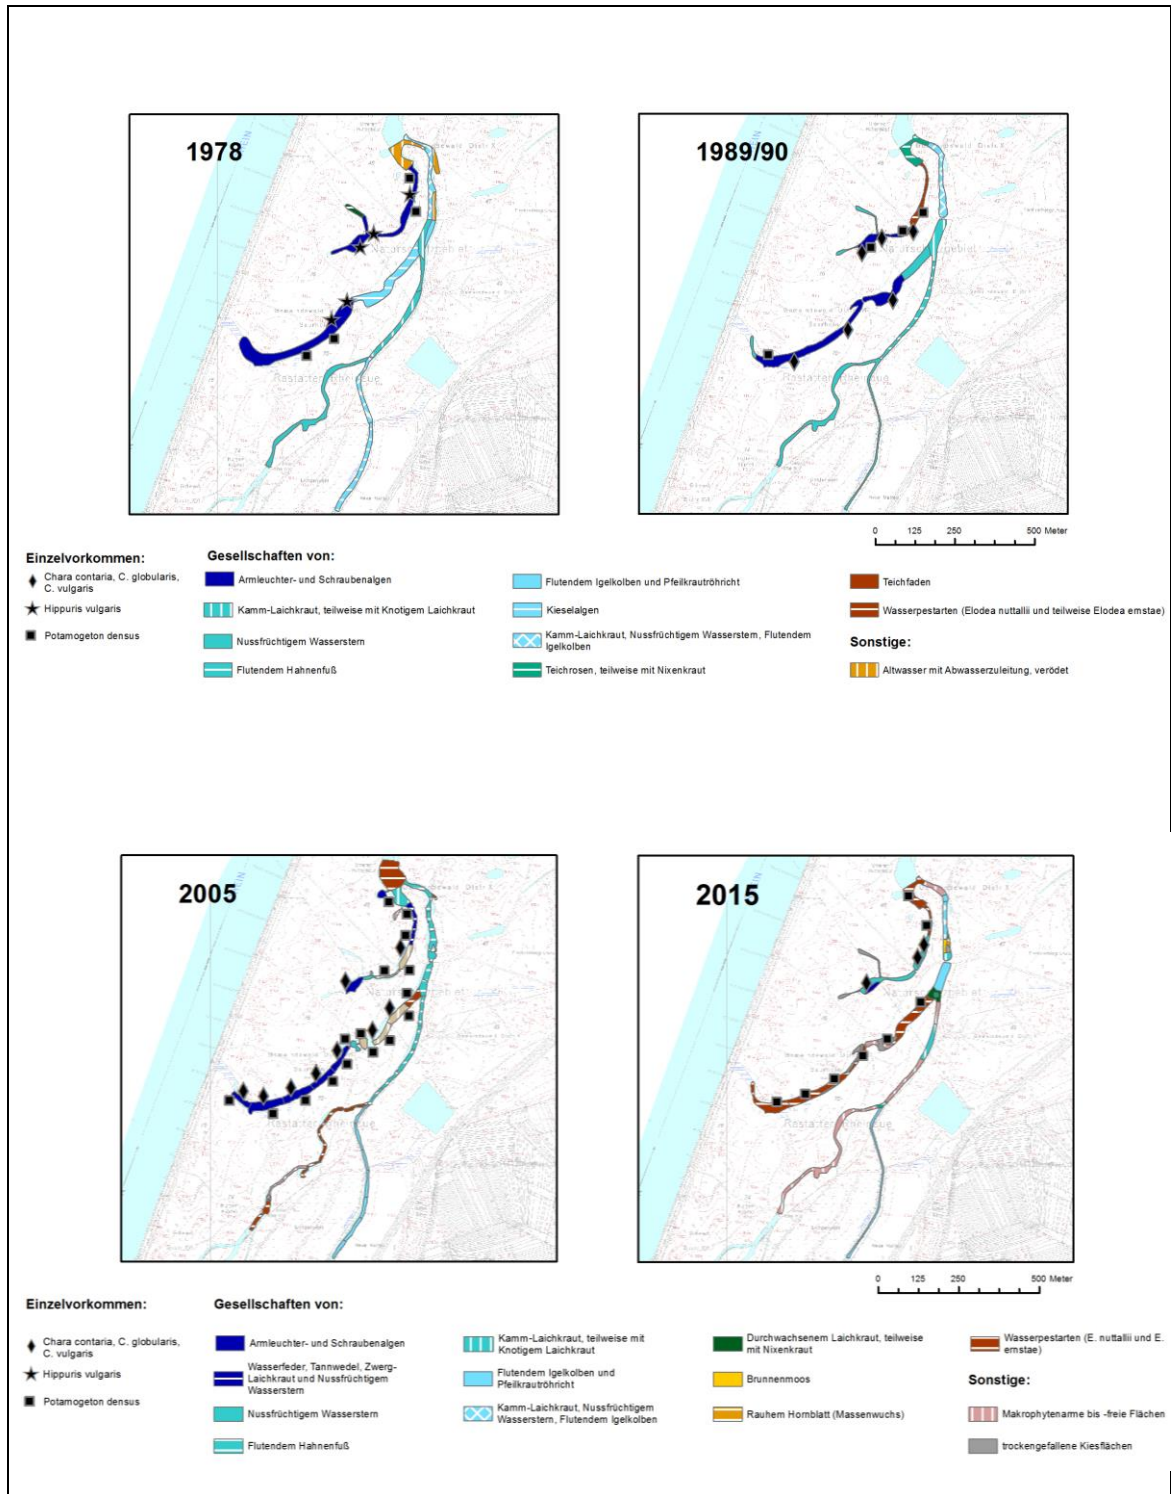 1978
1989/90
0 125 250 500 Meter
Einzelvorkommen:
Chara contaria, C. globularis,
C. vulgaris
Hippuris vulgaris
Potamogeton densus
Gesellschaften von:
Armleuchter- und Schraubenalgen
Kamm-Laichkraut, teilweise mit Knotigem Laichkraut
Nussfrüchtigem Wasserstern
Flutendem Hahnenfuß
Flutendem Igelkolben und Pfeilkrautröhricht
Kieselalgen
Kamm-Laichkraut, Nussfrüchtigem Wasserstern, Flutendem
Igelkolben
Teichrosen, teilweise mit Nixenkraut
Teichfaden
Wasserpestarten (Elodea nuttallii und teilweise Elodea ernstae)
Sonstige:
Altwasser mit Abwasserzuleitung, verödet
2005
2015
0 125 250 500 Meter
Einzelvorkommen:
Chara contaria, C. globularis,
C. vulgaris
Hippuris vulgaris
Potamogeton densus
Gesellschaften von:
Armleuchter- und Schraubenalgen
Wasserfeder, Tannwedel, Zwerg-
Laichkraut und Nussfrüchtigem
Wasserstern
Nussfrüchtigem Wasserstern
Flutendem Hahnenfuß
Kamm-Laichkraut, teilweise mit
Knotigem Laichkraut
Flutendem Igelkolben und
Pfeilkrautröhricht
Kamm-Laichkraut, Nussfrüchtigem
Wasserstern, Flutendem Igelkolben
Durchwachsenem Laichkraut, teilweise
mit Nixenkraut
Brunnenmoos
Rauhem Hornblatt (Massenwuchs)
Wasserpestarten (E. nuttallii und E.
ernstae)
Sonstige:
Makrophytenarme bis -freie Flächen
trockengefallene Kiesflächen